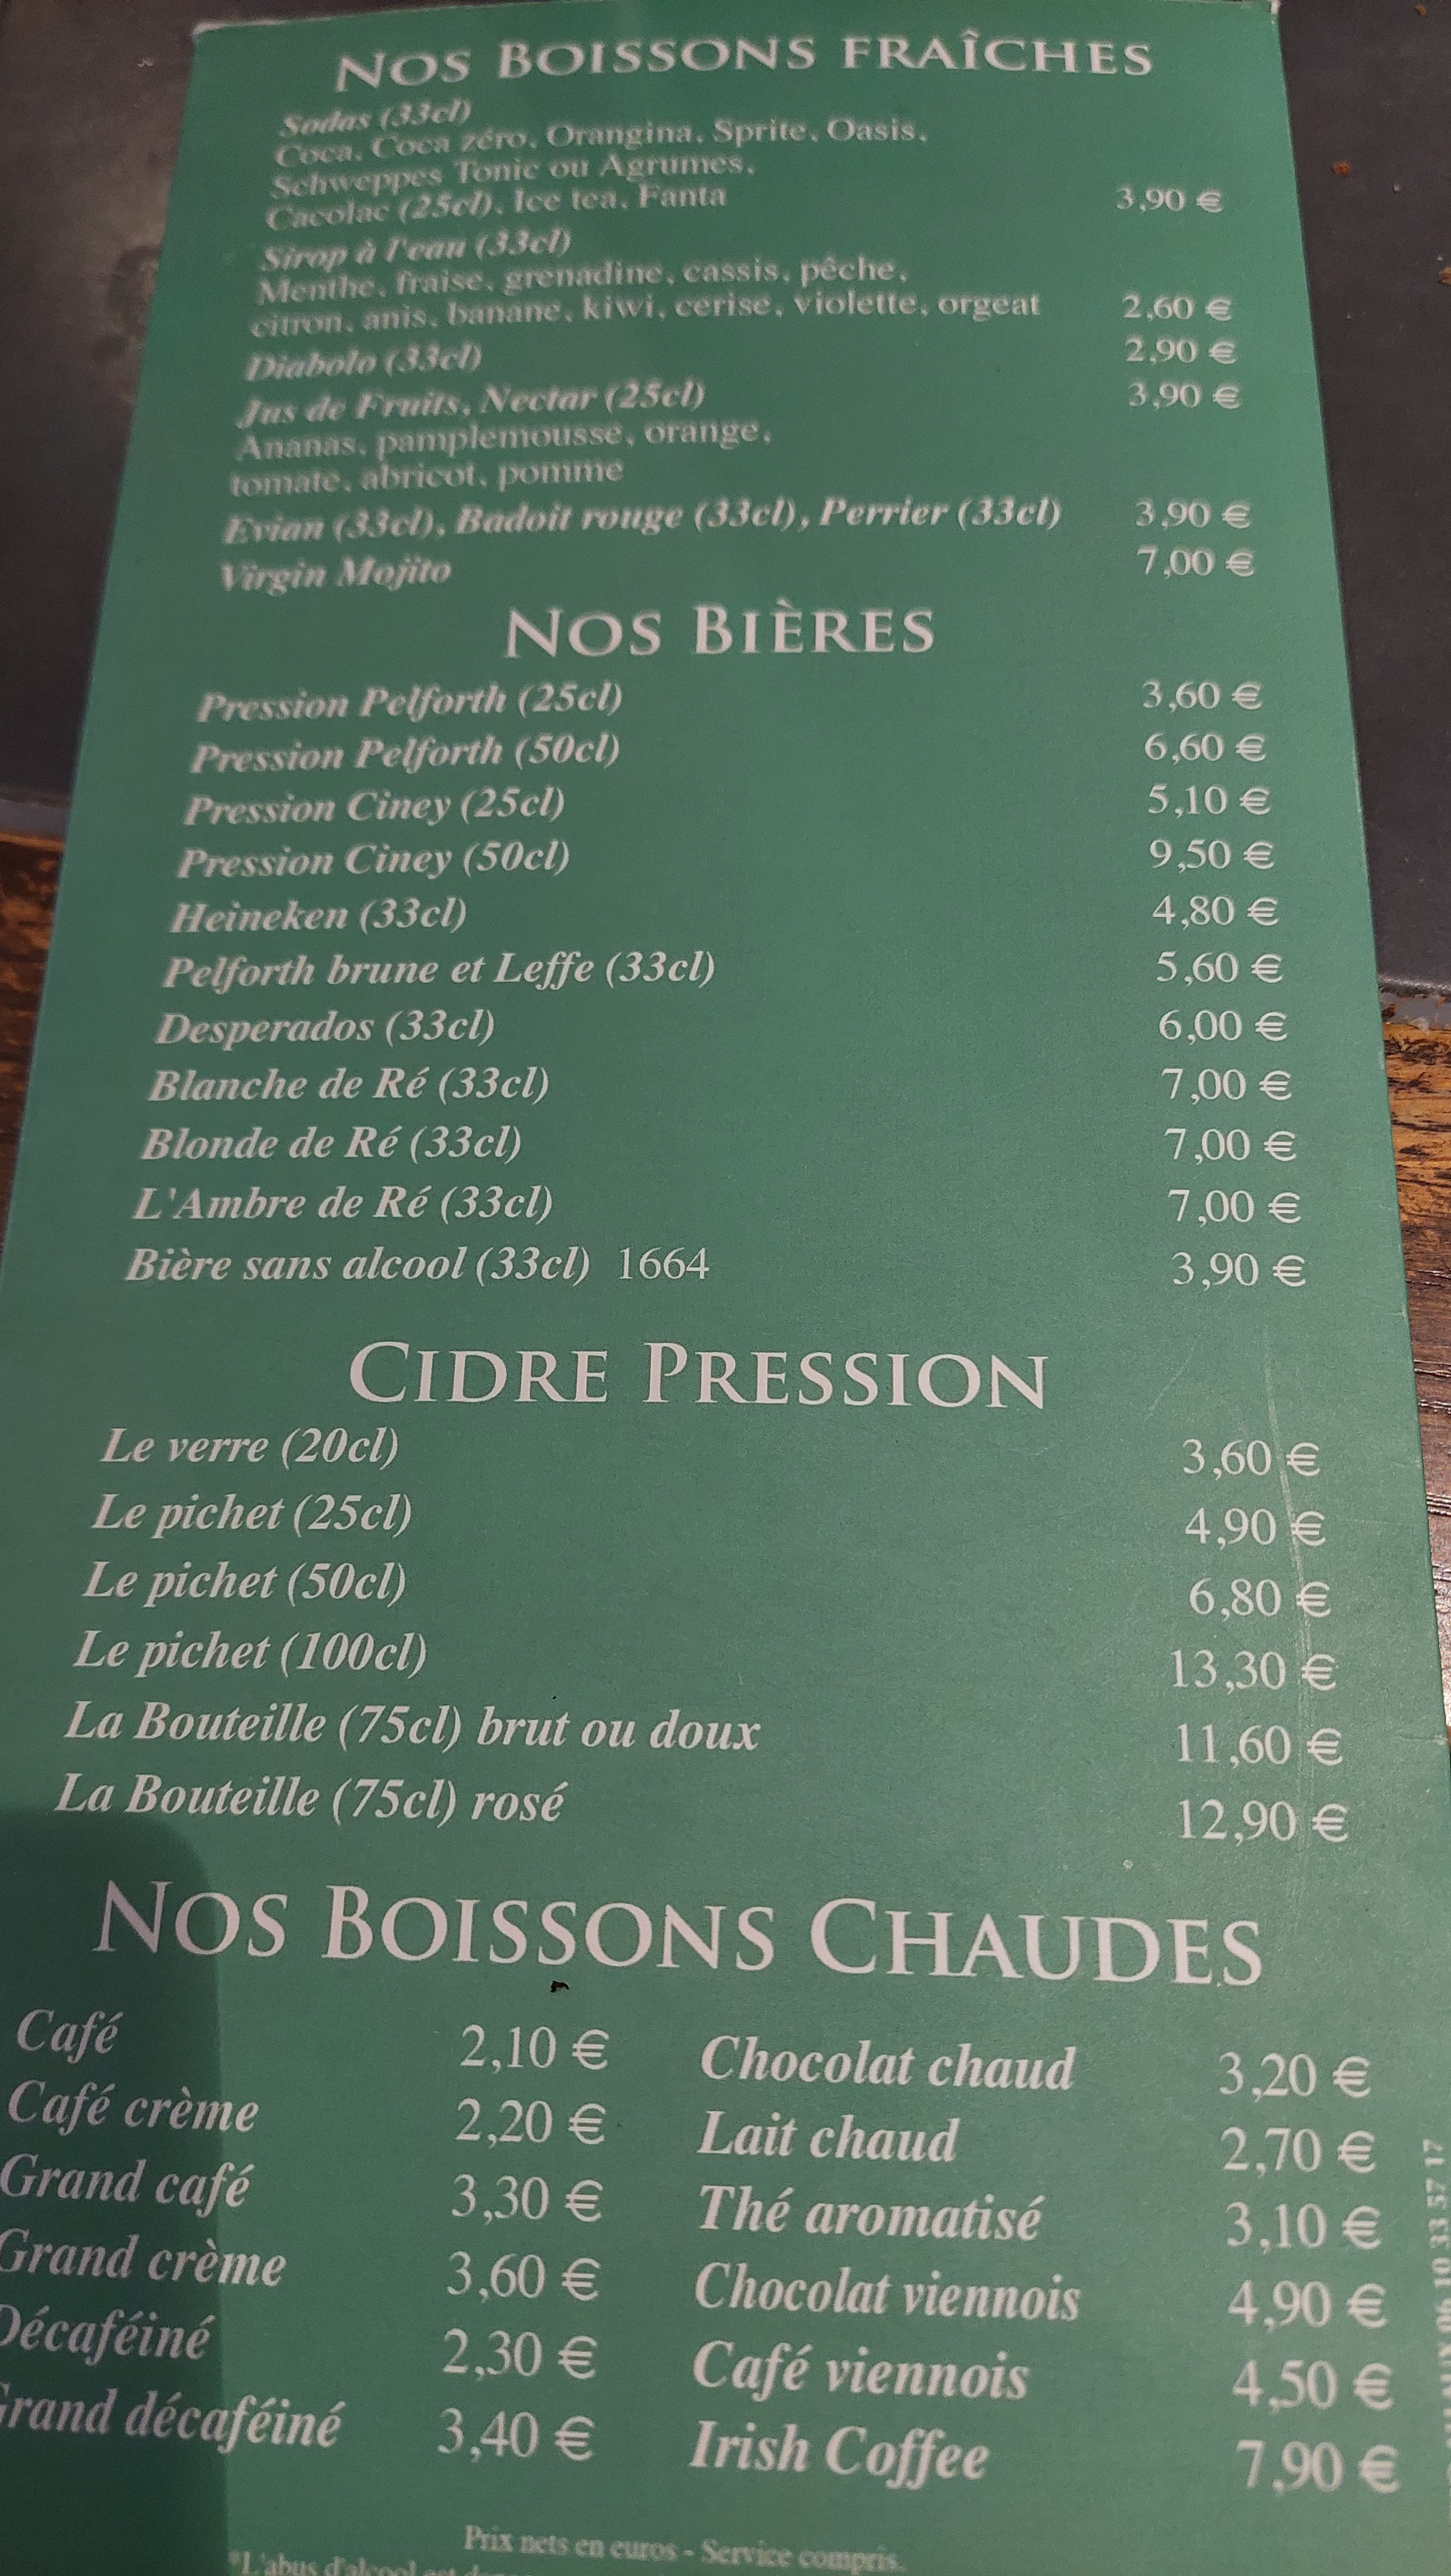 NOS BOISSONS FRAÎCHES
Sodas (33cl)
Coca, Coca zéro, Orangina, Sprite, Oasis,
Schweppes Tonic ou Agrumes,
Cacolac (25cl), Ice tea, Fanta 3,90 €
Sirop à l'eau (33cl)
Menthe, fraise, grenadine, cassis, pêche,
citron, anis, banane, kiwi, cerise, violette, orgeat 2,60 €
Diabolo (33cl) 2,90 €
Jus de Fruits, Nectar (25cl) 3,90 €
Ananas, pamplemousse, orange,
tomate, abricot, pomme
Evian (33cl), Badoit rouge (33cl), Perrier (33cl) 3,90 €
Virgin Mojito 7,00 €
NOS BIÈRES
Pression Pelforth (25cl) 3,60 €
Pression Pelforth (50cl) 6,60 €
Pression Ciney (25cl) 5,10 €
Pression Ciney (50cl) 9,50 €
Heineken (33cl) 4,80 €
Pelforth brune et Leffe (33cl) 5,60 €
Desperados (33cl) 6,00 €
Blanche de Ré (33cl) 7,00 €
Blonde de Ré (33cl) 7,00 €
L'Ambre de Ré (33cl) 7,00 €
Bière sans alcool (33cl) 1664 3,90 €
CIDRE PRESSION
Le verre (20cl) 3,60 €
Le pichet (25cl) 4,90 €
Le pichet (50cl) 6,80 €
Le pichet (100cl) 13,30 €
La Bouteille (75cl) brut ou doux 11,60 €
La Bouteille (75cl) rosé 12,90 €
NOS BOISSONS CHAUDES
Café 2,10 € Chocolat chaud 3,20 €
Café crème 2,20 € Lait chaud 2,70 €
Grand café 3,30 € Thé aromatisé 3,10 €
Grand crème 3,60 € Chocolat viennois 4,90 €
Décaféiné 2,30 € Café viennois 4,50 €
Grand décaféiné 3,40 € Irish Coffee 7,90 €
Prix nets en euros - Service compris.
*L'abus d'alcool est
10 33 57 17